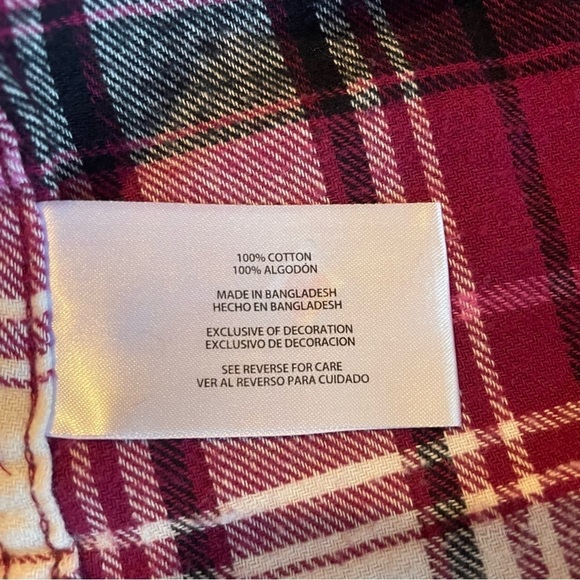 100% COTTON
100% ALGODÓN
MADE IN BANGLADESH
HECHO EN BANGLADESH
EXCLUSIVE OF DECORATION
EXCLUSIVO DE DECORACION
SEE REVERSE FOR CARE
VER AL REVERSO PARA CUIDADO